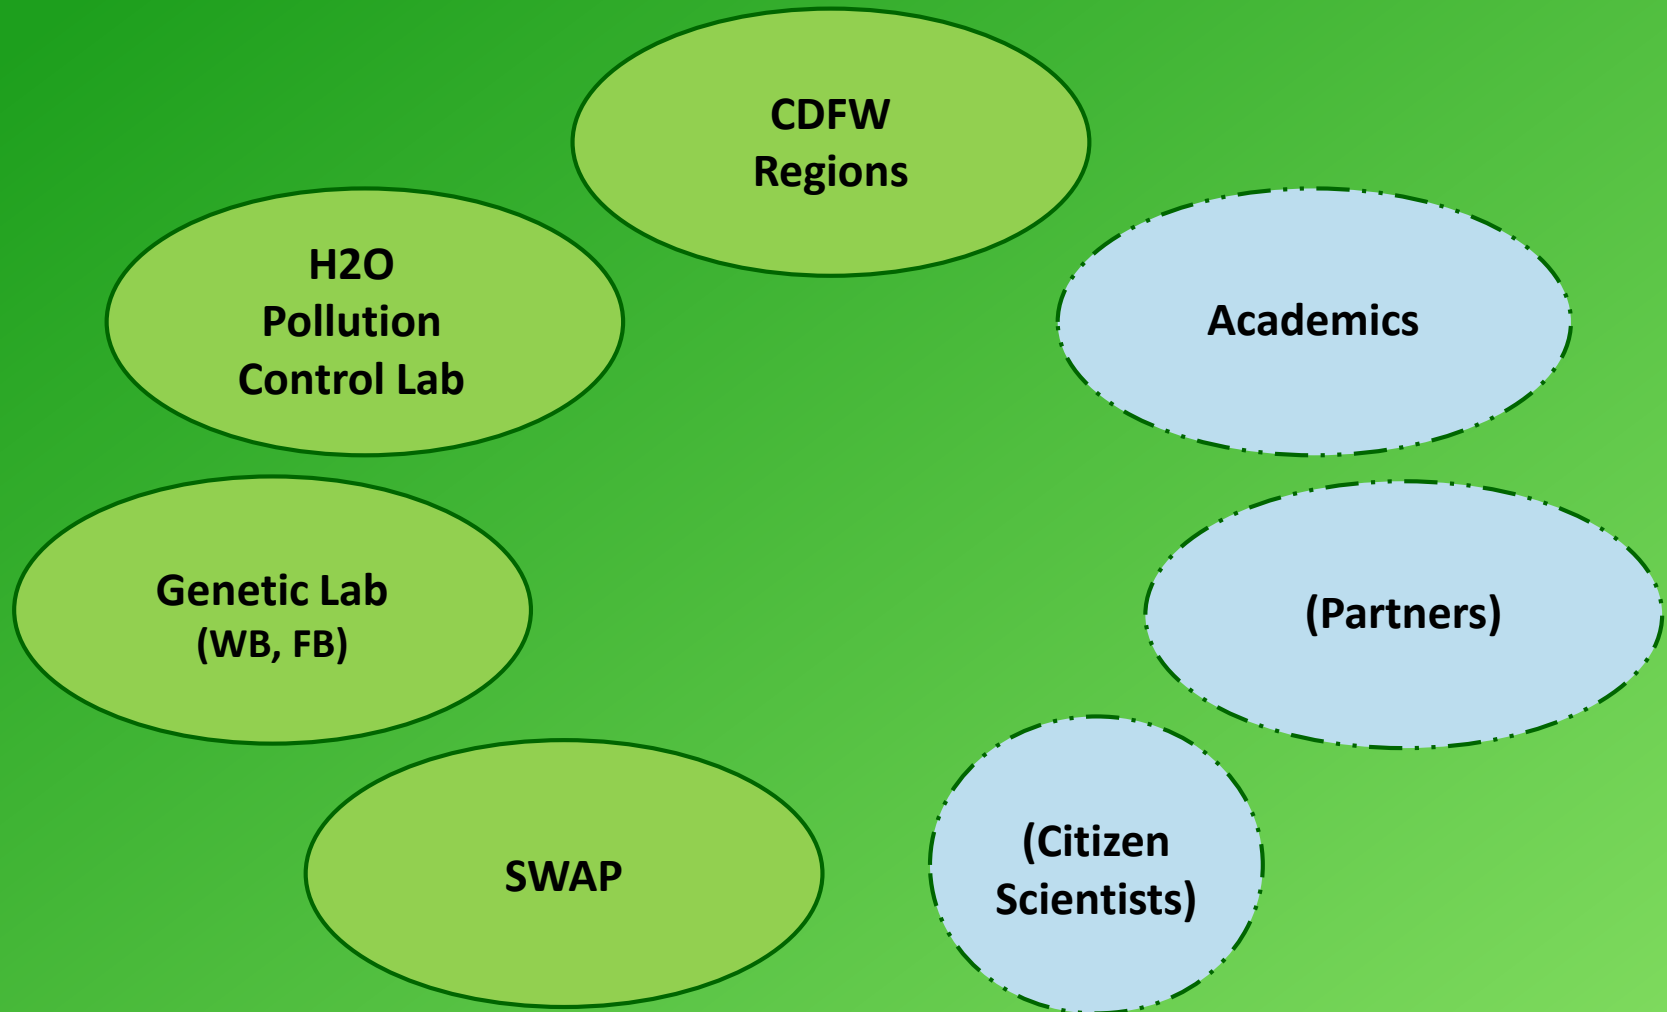 CDFW
Regions
H2O
Pollution
Control Lab
Academics
Genetic Lab
(WB, FB)
(Partners)
SWAP
(Citizen
Scientists)